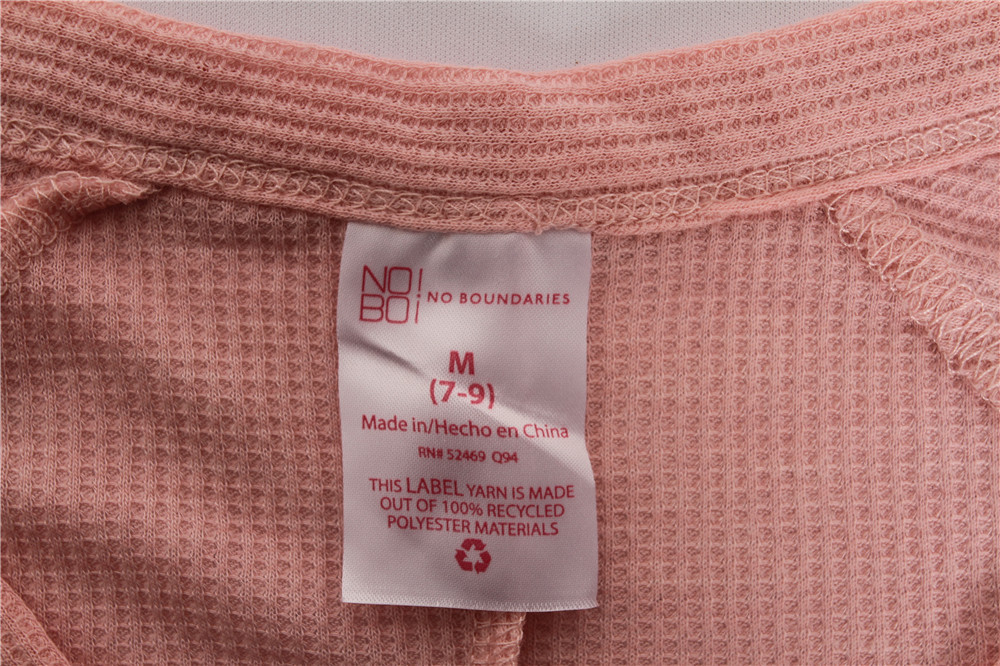 NO!
BO¡
NO BOUNDARIES
M
(7-9)
Made in/Hecho en China
RN# 52469 Q94
THIS LABEL YARN IS MADE
OUT OF 100% RECYCLED
POLYESTER MATERIALS